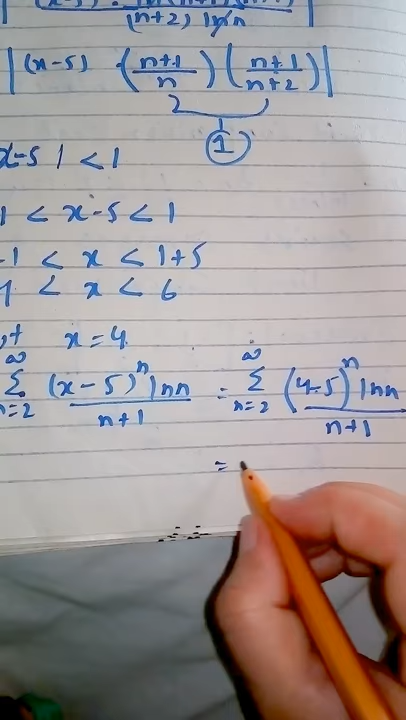 (n+2) ln n
|(x-5) · (n+1/n) (n+1/n+2)|
1
x-5 | < 1
1 < x-5 < 1
-1 < x < 1+5
4 < x < 6
x = 4
∞ ∞
Σ (x-5)^n ln n / n+1 = Σ (4-5)^n ln n / n+1
n=2 n=2
=